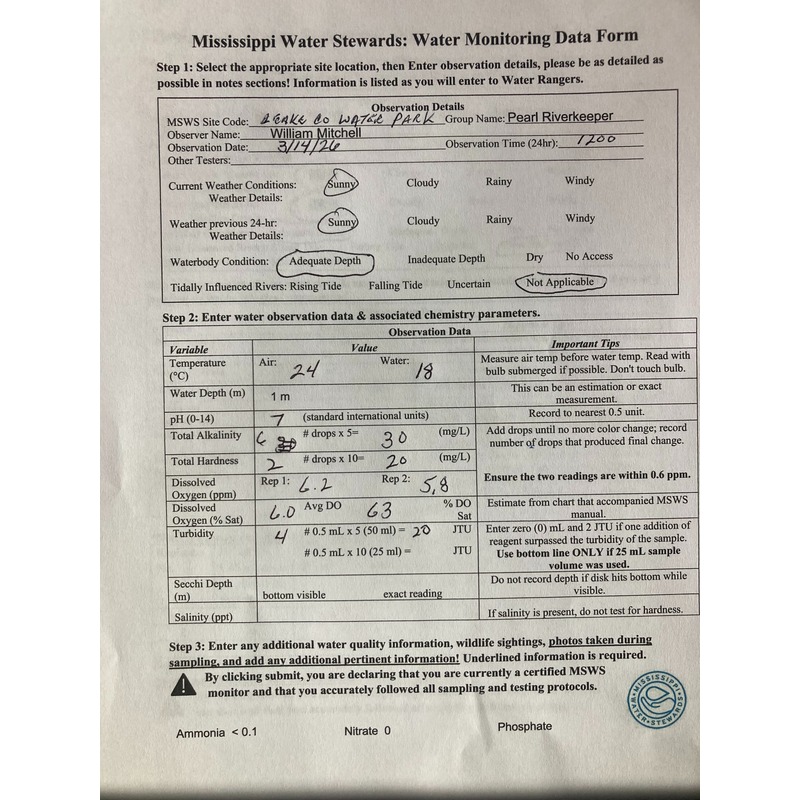 Mississippi Water Stewards: Water Monitoring Data Form
Step 1: Select the appropriate site location, then Enter observation details, please be as detailed as
possible in notes sections! Information is listed as you will enter to Water Rangers.
Observation Details
MSWS Site Code: LEAKE CO WATER PARK Group Name: Pearl Riverkeeper
Observer Name: William Mitchell
Observation Date: 3/14/26 Observation Time (24hr): 1200
Other Testers:
Current Weather Conditions: Sunny Cloudy Rainy Windy
Weather Details:
Weather previous 24-hr: Sunny Cloudy Rainy Windy
Weather Details:
Waterbody Condition: Adequate Depth Inadequate Depth Dry No Access
Tidally Influenced Rivers: Rising Tide Falling Tide Uncertain Not Applicable
Step 2: Enter water observation data & associated chemistry parameters.
Observation Data
Variable Value Important Tips
Temperature (°C) Air: 24 Water: 18 Measure air temp before water temp. Read with
bulb submerged if possible. Don't touch bulb.
Water Depth (m) 1 m This can be an estimation or exact
measurement.
pH (0-14) 7 (standard international units) Record to nearest 0.5 unit.
Total Alkalinity 6 # drops x 5= 30 (mg/L) Add drops until no more color change; record
number of drops that produced final change.
Total Hardness 2 # drops x 10= 20 (mg/L)
Dissolved Oxygen (ppm) Rep 1: 6.2 Rep 2: 5.8 Ensure the two readings are within 0.6 ppm.
Dissolved Oxygen (% Sat) 6.0 Avg DO 63 % DO Sat Estimate from chart that accompanied MSWS
manual.
Turbidity 4 # 0.5 mL x 5 (50 ml) = 20 JTU Enter zero (0) mL and 2 JTU if one addition of
reagent surpassed the turbidity of the sample.
# 0.5 mL x 10 (25 ml) = JTU Use bottom line ONLY if 25 mL sample
volume was used.
Secchi Depth (m) bottom visible exact reading Do not record depth if disk hits bottom while
visible.
Salinity (ppt) If salinity is present, do not test for hardness.
Step 3: Enter any additional water quality information, wildlife sightings, photos taken during
sampling, and add any additional pertinent information! Underlined information is required.
By clicking submit, you are declaring that you are currently a certified MSWS
monitor and that you accurately followed all sampling and testing protocols.
MISSISSIPPI WATER STEWARDS
Ammonia < 0.1 Nitrate 0 Phosphate